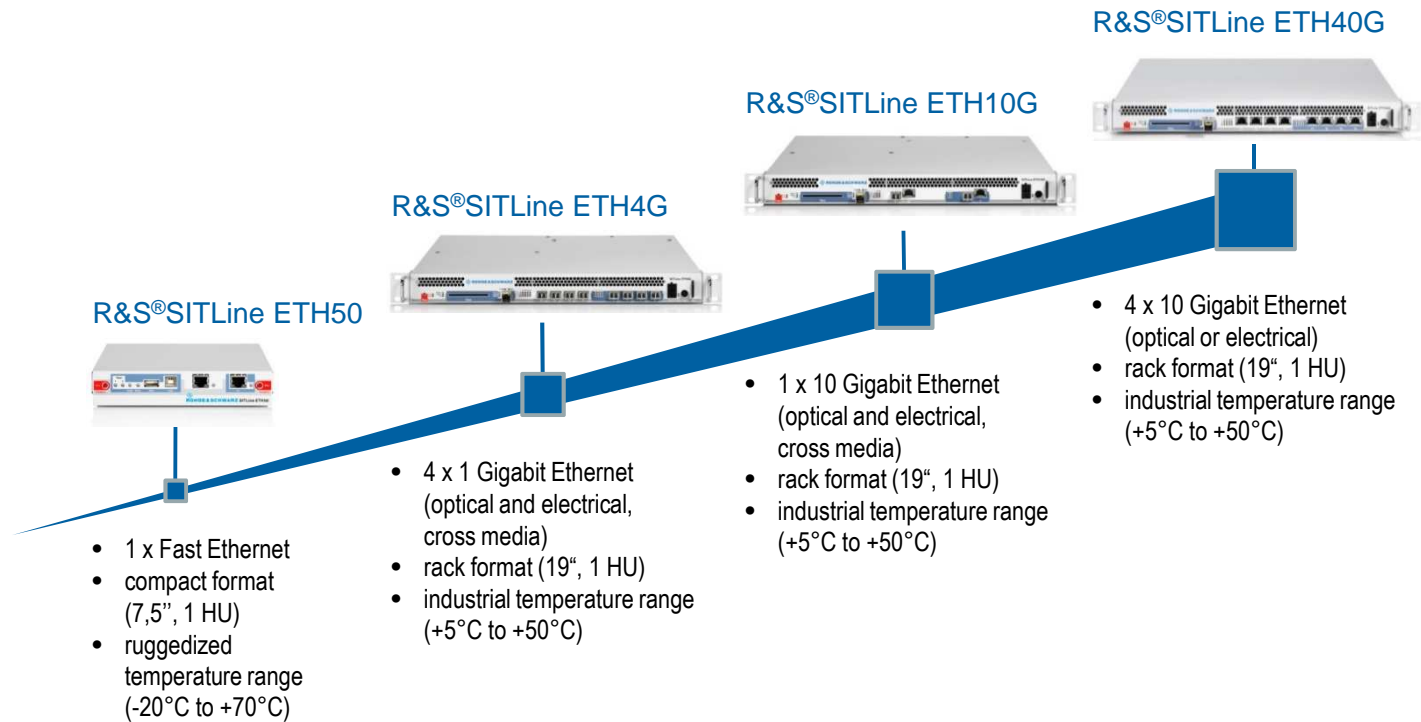 R&S®SITLine ETH40G
R&S®SITLine ETH10G
R&S®SITLine ETH4G
R&S®SITLine ETH50
ROHDE & SCHWARZ SITLine ETH50
• 1 x Fast Ethernet
• compact format
(7,5’’, 1 HU)
• ruggedized
temperature range
(-20°C to +70°C)
• 4 x 1 Gigabit Ethernet
(optical and electrical,
cross media)
• rack format (19“, 1 HU)
• industrial temperature range
(+5°C to +50°C)
• 1 x 10 Gigabit Ethernet
(optical and electrical,
cross media)
• rack format (19“, 1 HU)
• industrial temperature range
(+5°C to +50°C)
• 4 x 10 Gigabit Ethernet
(optical or electrical)
• rack format (19“, 1 HU)
• industrial temperature range
(+5°C to +50°C)